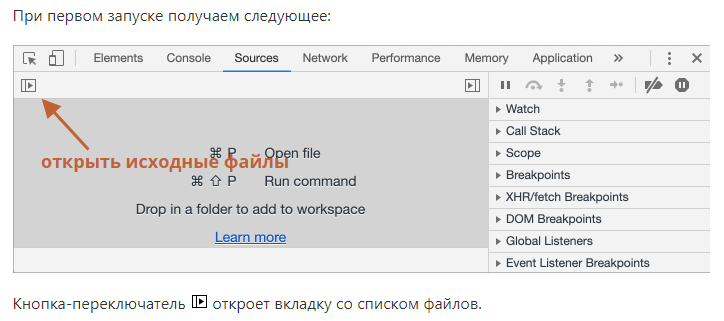 При первом запуске получаем следующее:
Elements Console Sources Network Performance Memory Application »
Watch
Call Stack
открыть исходные файлы
⌘ P Open file
Scope
Breakpoints
⌘ ⇧ P Run command
XHR/fetch Breakpoints
Drop in a folder to add to workspace
DOM Breakpoints
Learn more
Global Listeners
Event Listener Breakpoints
Кнопка-переключатель откроет вкладку со списком файлов.